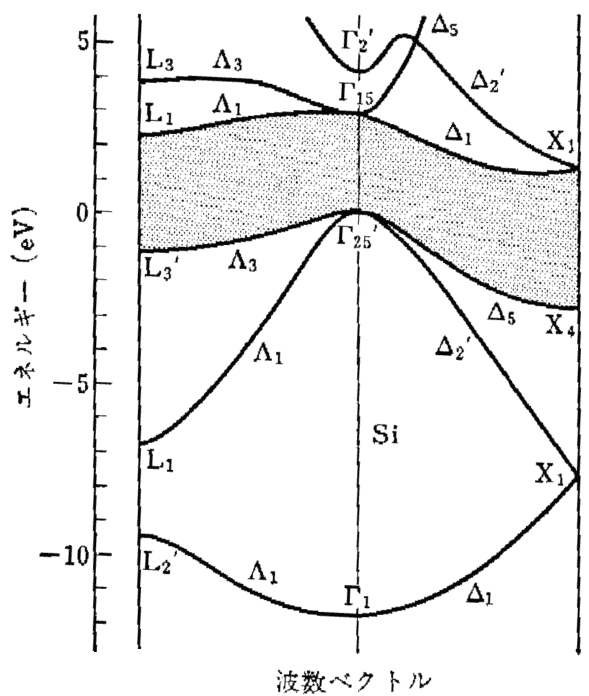 5
0
−5
−10
エネルギー (eV)
L₃
Λ₃
Γ₂′
Δ₅
Δ₂′
L₁
Λ₁
Γ₁₅
Δ₁
X₁
L₃′
Λ₃
Γ₂₅′
Δ₅
X₄
Λ₁
Δ₂′
L₁
Si
X₁
L₂′
Λ₁
Γ₁
Δ₁
波数ベクトル